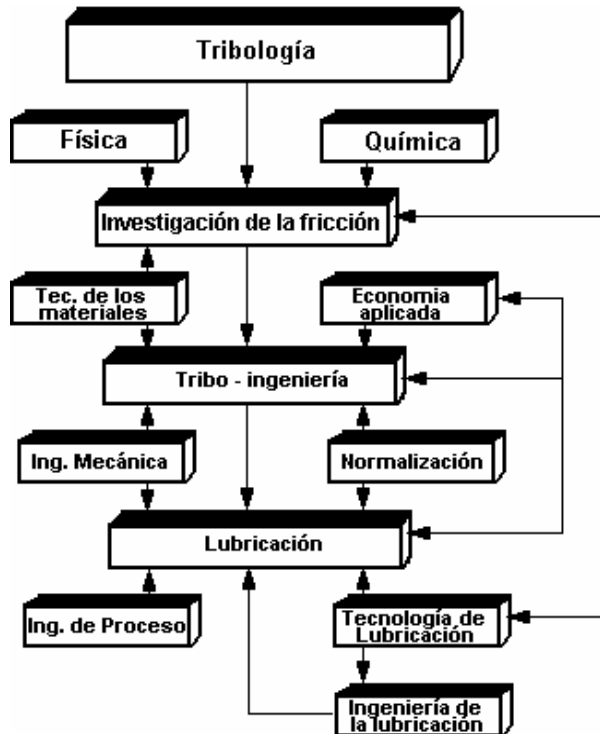 Tribología
Física
Química
Investigación de la fricción
Tec. de los
materiales
Economia
aplicada
Tribo - ingeniería
Ing. Mecánica
Normalización
Lubricación
Ing. de Proceso
Tecnología de
Lubricación
Ingeniería de
la lubricación